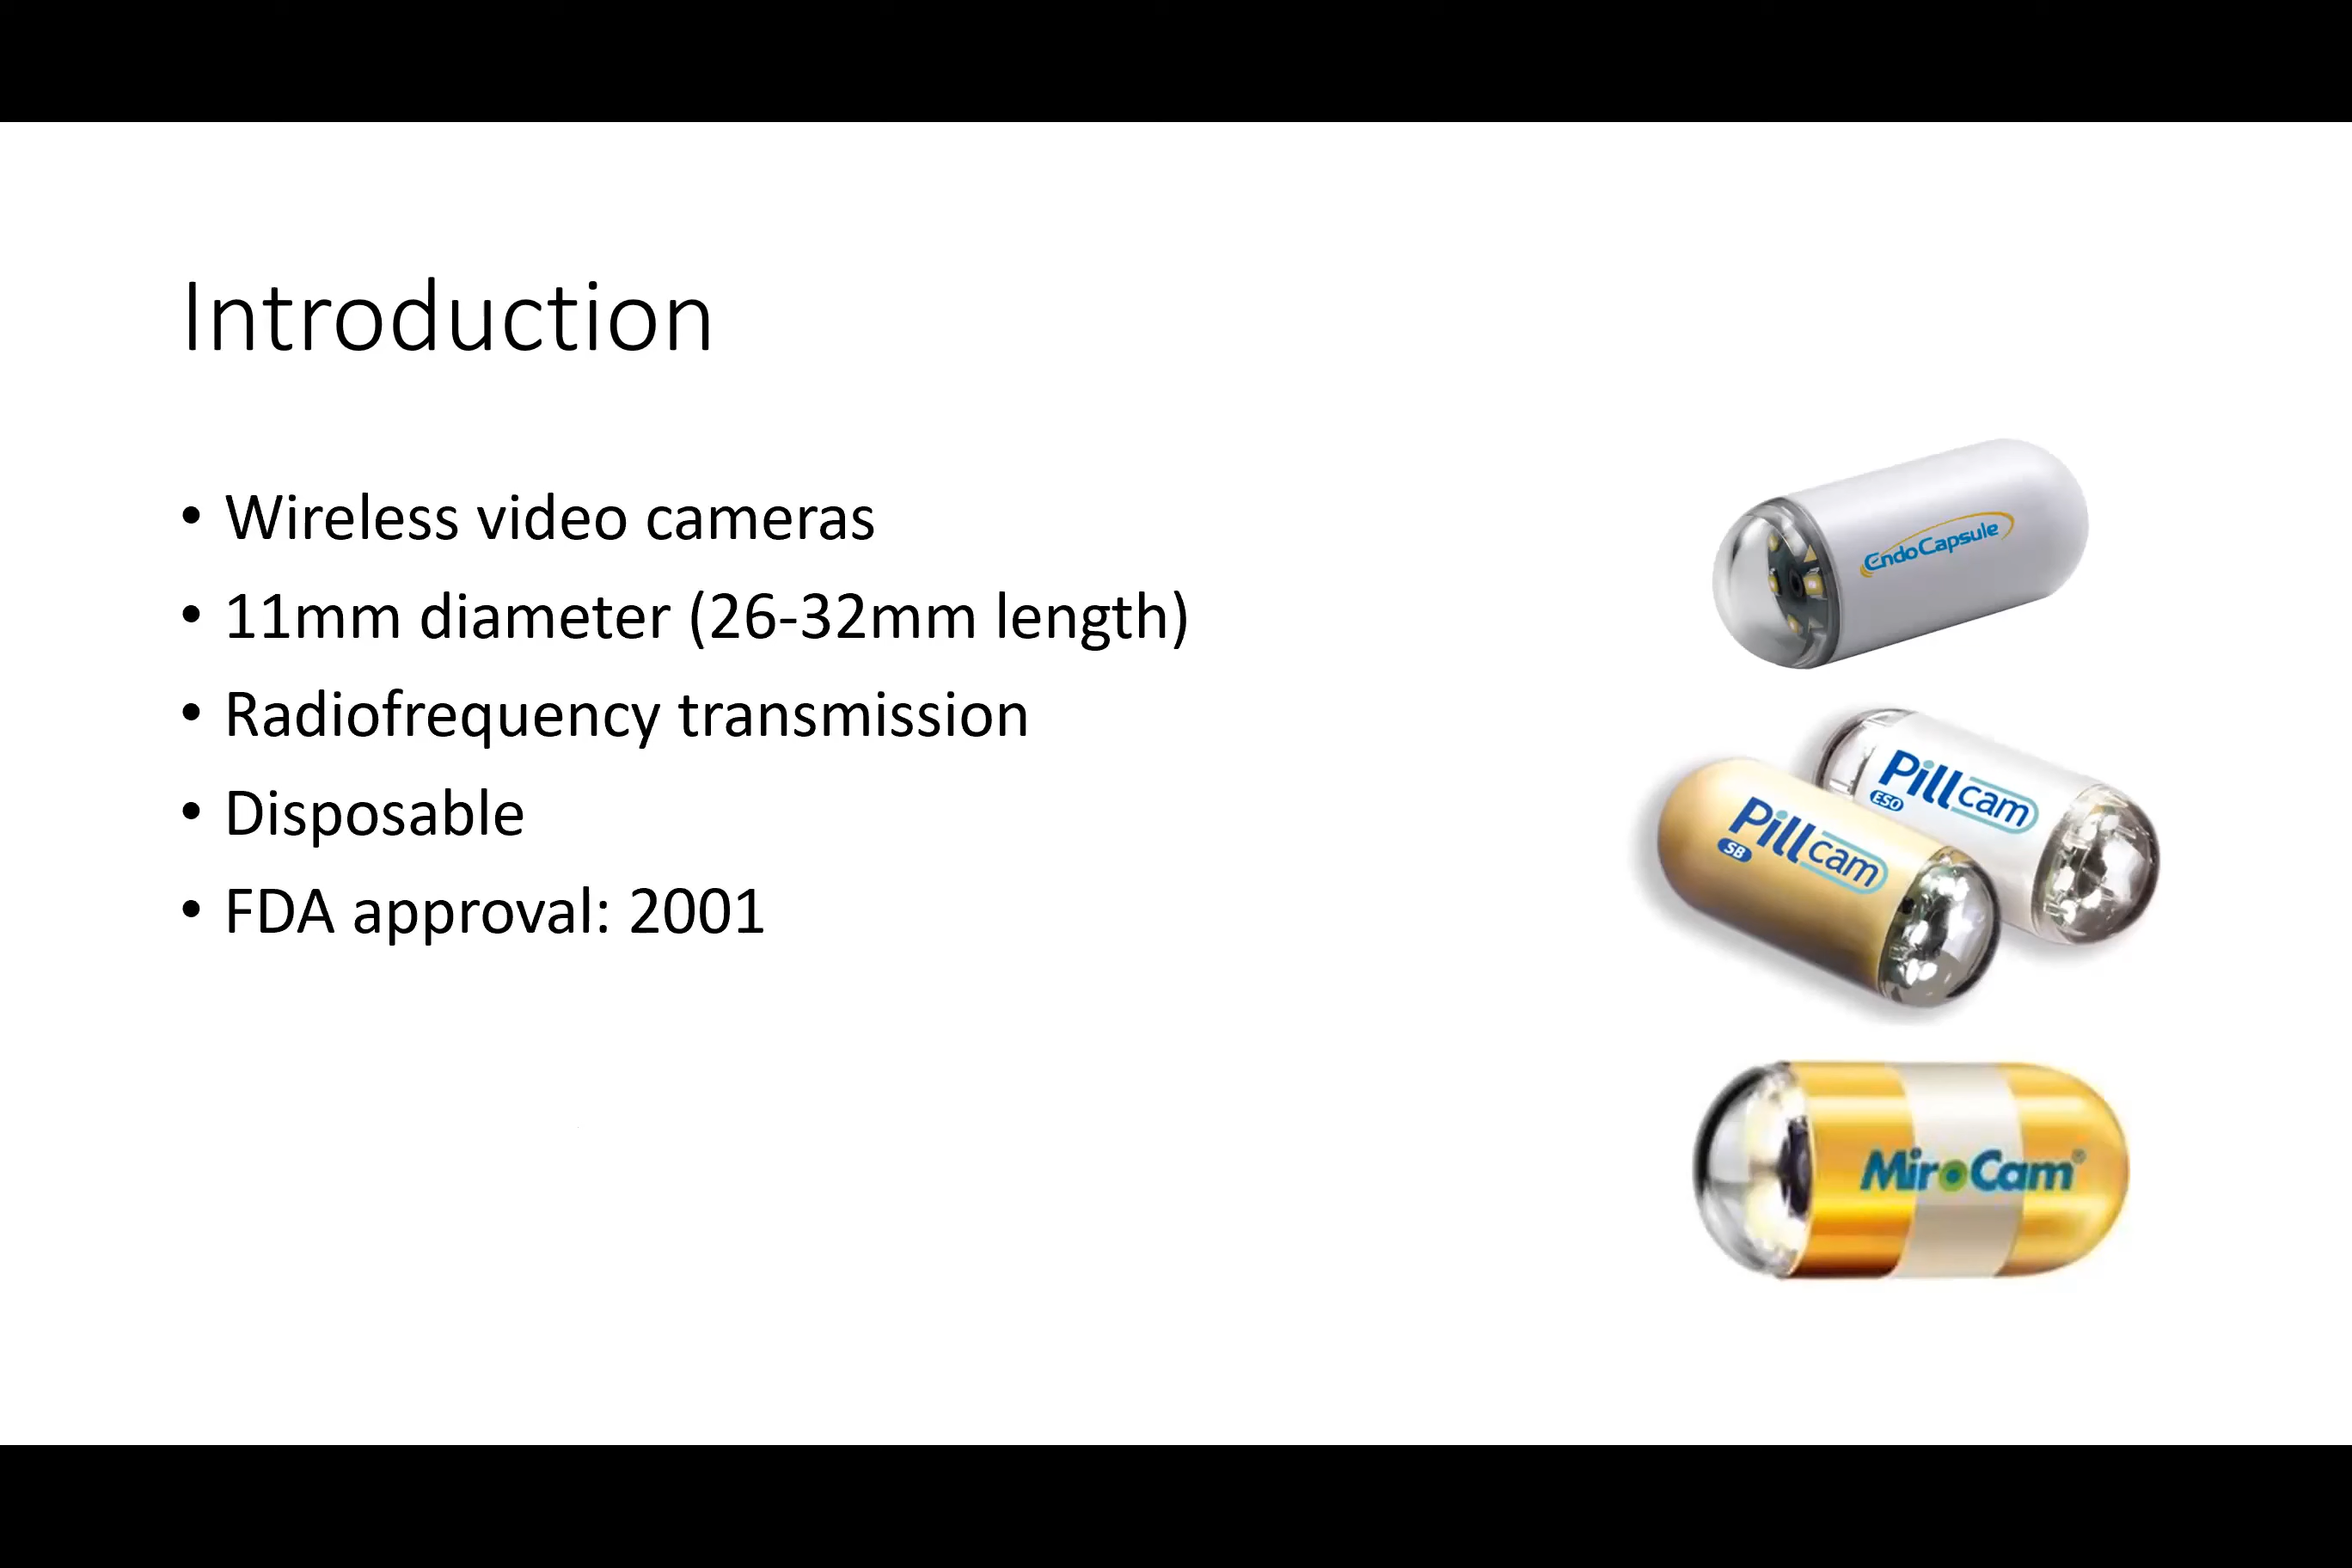 Introduction
• Wireless video cameras
• 11mm diameter (26-32mm length)
• Radiofrequency transmission
• Disposable
• FDA approval: 2001
EndoCapsule
Pillcam
ESO
Pillcam
SB
MiroCam®